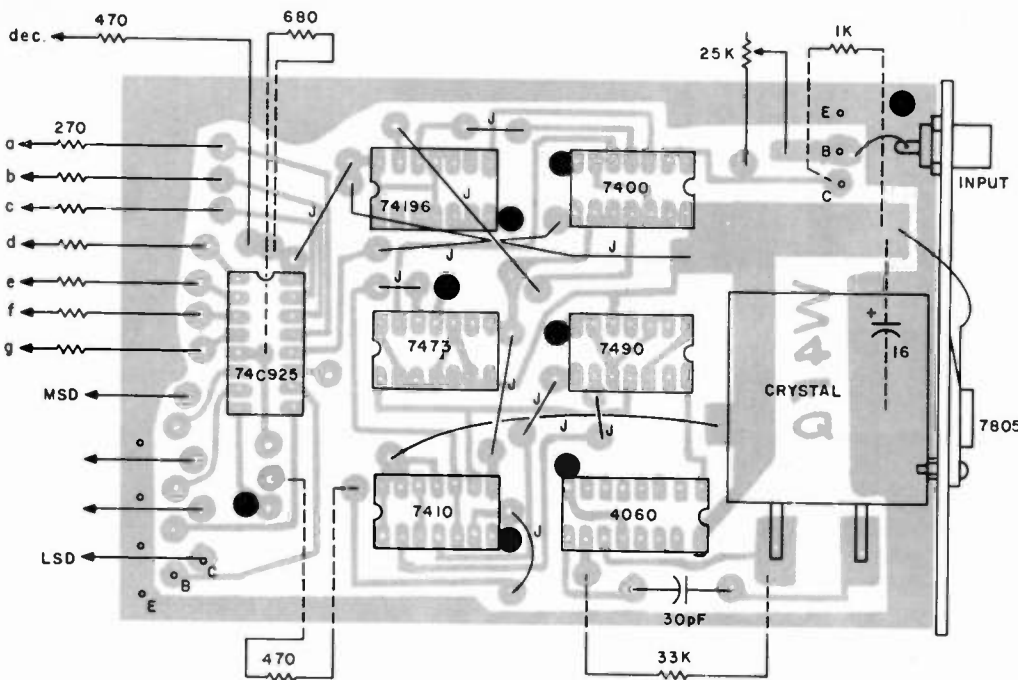 470
680
dec.
1K
25K
E
B
C
INPUT
a
270
b
c
d
e
f
g
J
J
J
J
J
J
J
J
J
J
74196
7400
7473
7490
74C925
7410
4060
W4IQ
CRYSTAL
+
16
7805
MSD
LSD
C
B
E
30pF
470
33K